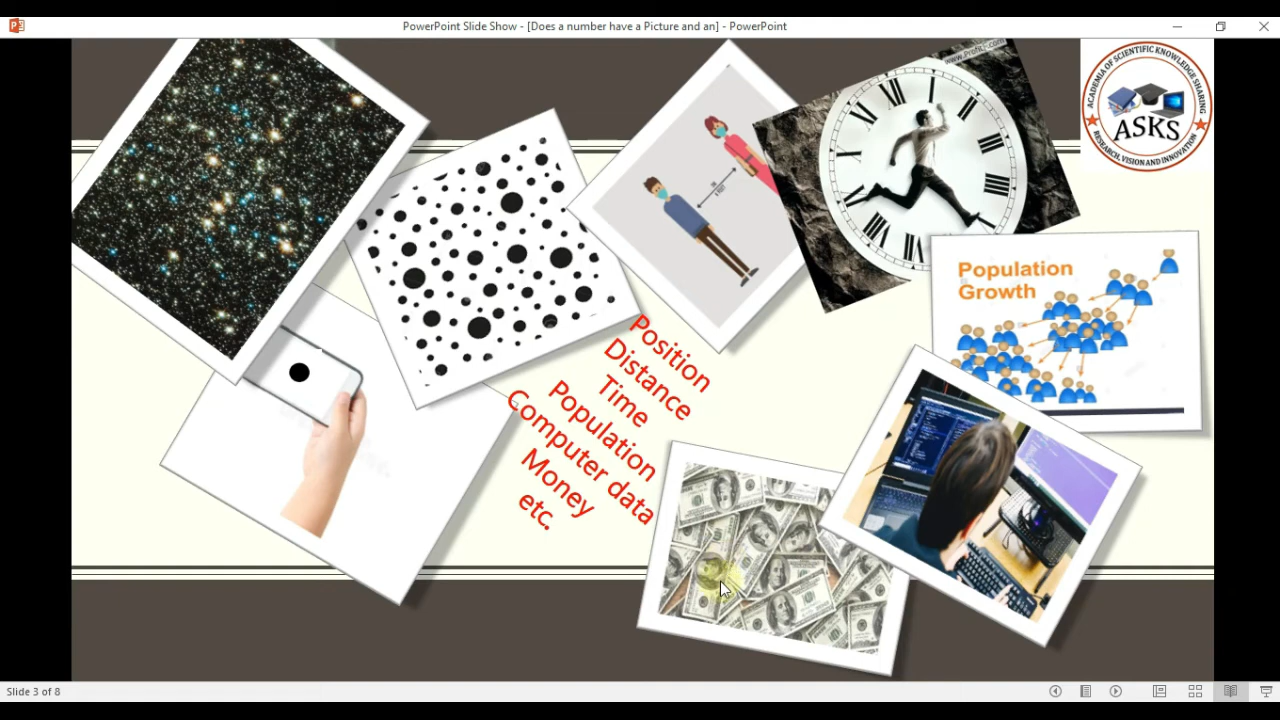 PowerPoint Slide Show - [Does a number have a Picture and an] - PowerPoint
ACADEMIA OF SCIENTIFIC KNOWLEDGE SHARING
ASKS
RESEARCH, VISION AND INNOVATION
Population
Growth
Position
Distance
Time
Population
Computer data
Money
etc.
Slide 3 of 8